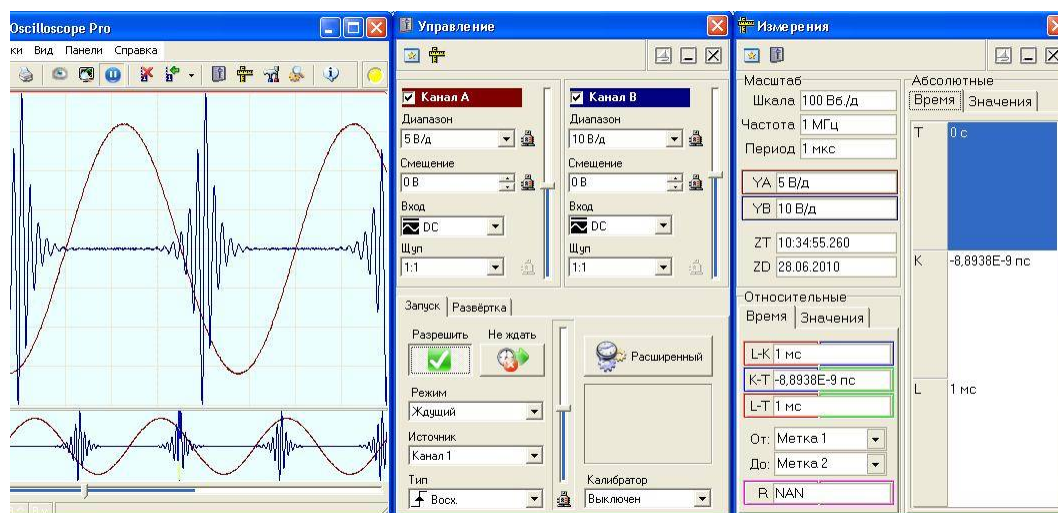 Oscilloscope Pro
ки Вид Панели Справка
Управление
Канал A
Диапазон
5 В/д
Смещение
0 В
Вход
DC
Щуп
1:1
Канал B
Диапазон
10 В/д
Смещение
0 В
Вход
DC
Щуп
1:1
Запуск Развёртка
Разрешить Не ждать
Расширенный
Режим
Ждущий
Источник
Канал 1
Тип
Восх.
Калибратор
Выключен
Измерения
Масштаб
Шкала 100 Вб./д
Частота 1 МГц
Период 1 мкс
YA 5 В/д
YB 10 В/д
ZT 10:34:55.260
ZD 28.06.2010
Относительные
Время Значения
L-K 1 мс
K-T -8,8938E-9 пс
L-T 1 мс
От: Метка 1
До: Метка 2
R NAN
Абсолютные
Время Значения
T 0 с
K -8,8938E-9 пс
L 1 мс